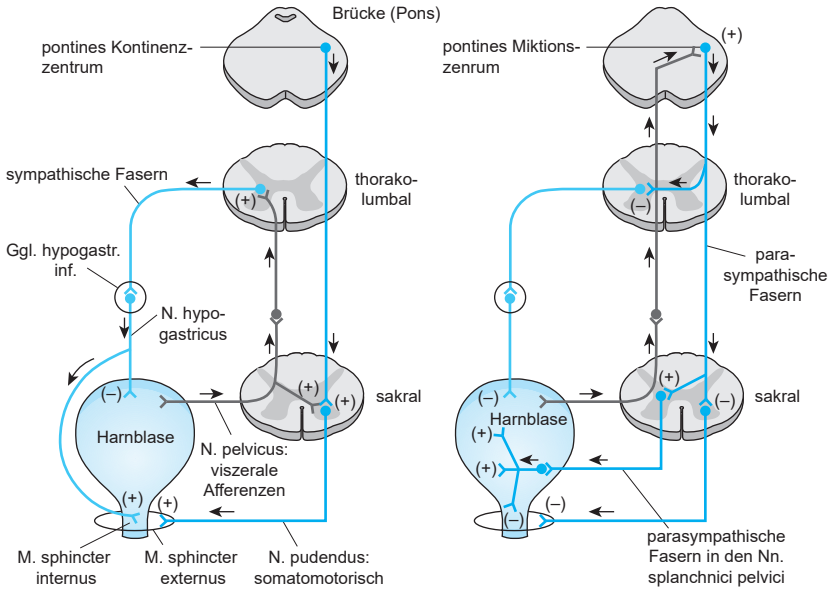 Brücke (Pons)
pontines Kontinenz-
zentrum
sympathische Fasern
(+)
thorako-
lumbal
Ggl. hypogastr.
inf.
N. hypo-
gastricus
(–)
(+)
(+)
sakral
Harnblase
N. pelvicus:
viszerale
Afferenzen
(+)
(+)
M. sphincter
internus
M. sphincter
externus
N. pudendus:
somatomotorisch
pontines Miktions-
zenrum
(+)
thorako-
lumbal
(–)
para-
sympathische
Fasern
(–)
(+)
(–)
sakral
Harnblase
(+)
(+)
(–)
(–)
parasympathische
Fasern in den Nn.
splanchnici pelvici